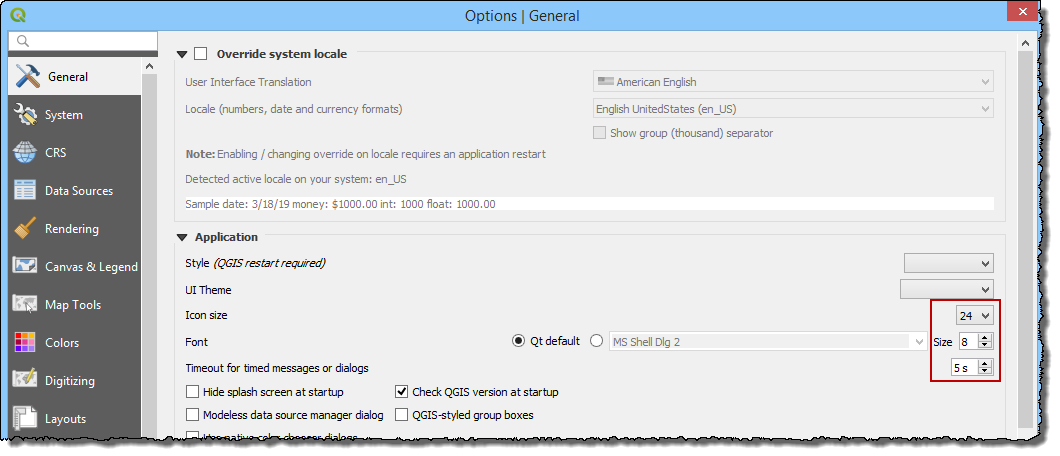 Options | General
General
System
CRS
Data Sources
Rendering
Canvas & Legend
Map Tools
Colors
Digitizing
Layouts
Override system locale
User Interface Translation American English
Locale (numbers, date and currency formats) English UnitedStates (en_US)
Show group (thousand) separator
Note: Enabling / changing override on locale requires an application restart
Detected active locale on your system: en_US
Sample date: 3/18/19 money: $1000.00 int: 1000 float: 1000.00
Application
Style (QGIS restart required)
UI Theme
Icon size 24
Font Qt default MS Shell Dlg 2 Size 8
Timeout for timed messages or dialogs 5 s
Hide splash screen at startup Check QGIS version at startup
Modeless data source manager dialog QGIS-styled group boxes